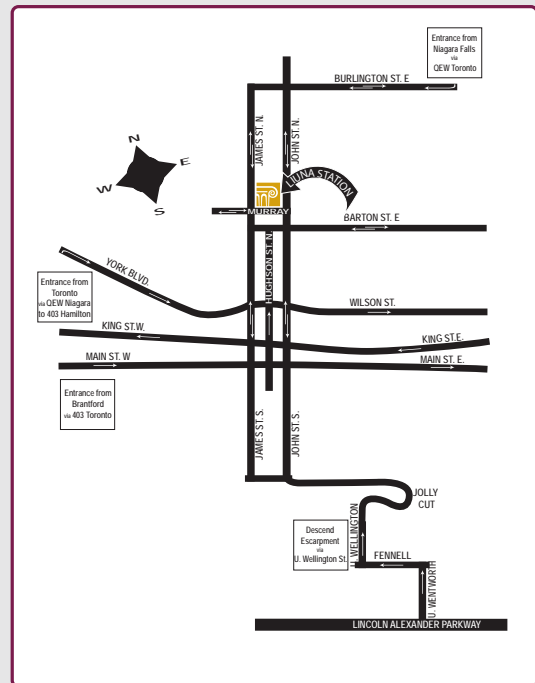 Entrance from
Niagara Falls
via
QEW Toronto
BURLINGTON ST. E
JAMES ST. N.
JOHN ST. N.
N
E
W
S
LIUNA STATION
MURRAY
BARTON ST. E
HUGHSON ST. N.
YORK BLVD.
Entrance from
Toronto
via QEW Niagara
to 403 Hamilton
WILSON ST.
KING ST.W.
KING ST.E.
MAIN ST. W
MAIN ST. E.
Entrance from
Brantford
via 403 Toronto
JAMES ST. S.
JOHN ST. S.
JOLLY
CUT
Descend
Escarpment
via
U. Wellington St.
U. WELLINGTON
FENNELL
U. WENTWORTH
LINCOLN ALEXANDER PARKWAY